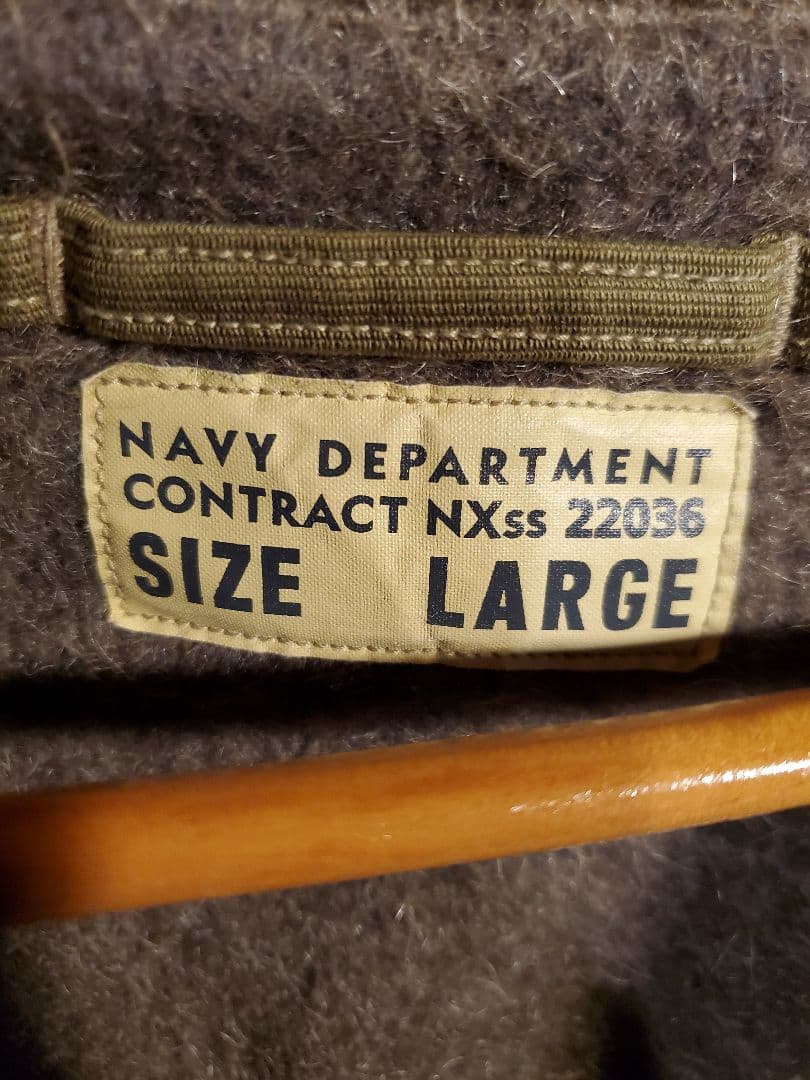 NAVY DEPARTMENT
CONTRACT NXss 22036
SIZE LARGE